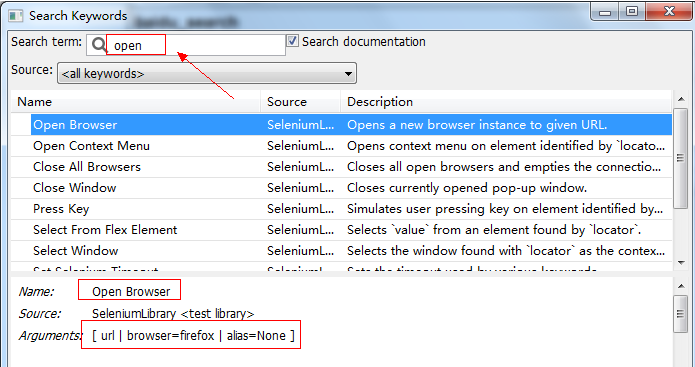 Search Keywords
Search term: open Search documentation
Source: <all keywords>
Name Source Description
Open Browser SeleniumL... Opens a new browser instance to given URL.
Open Context Menu SeleniumL... Opens context menu on element identified by `locato...
Close All Browsers SeleniumL... Closes all open browsers and empties the connectio...
Close Window SeleniumL... Closes currently opened pop-up window.
Press Key SeleniumL... Simulates user pressing key on element identified by...
Select From Flex Element SeleniumL... Selects `value` from an element found by `locator`.
Select Window SeleniumL... Selects the window found with `locator` as the contex...
Set Selenium Timeout SeleniumL... Sets the timeout used by various keywords.
Name: Open Browser
Source: SeleniumLibrary <test library>
Arguments: [ url | browser=firefox | alias=None ]